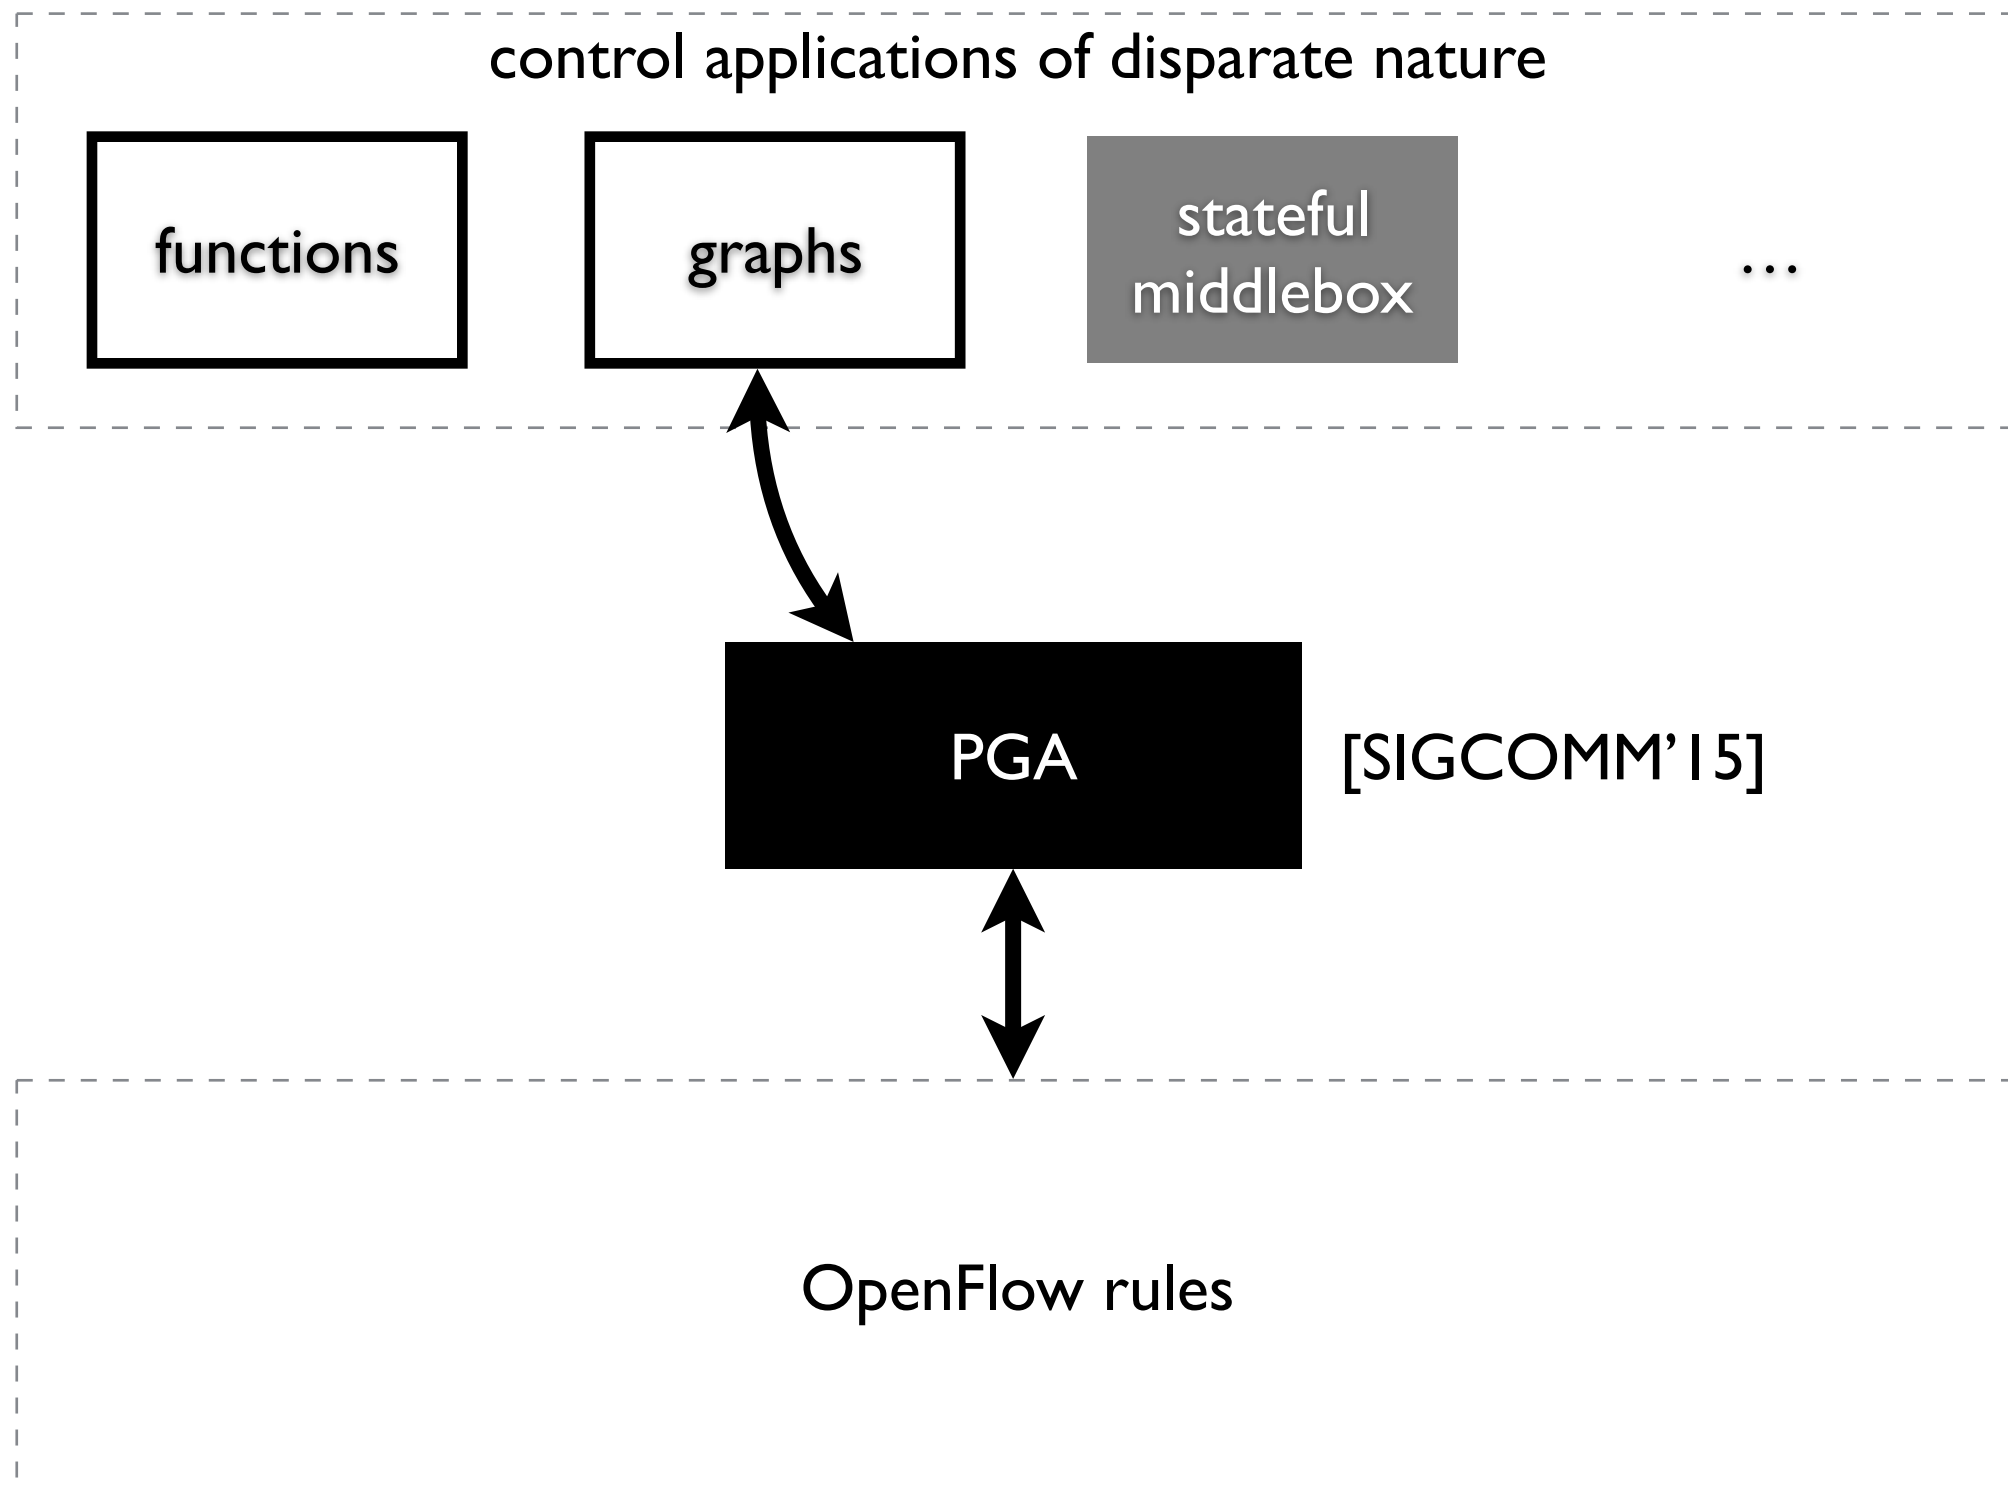 control applications of disparate nature
functions
graphs
stateful
middlebox
…
PGA
[SIGCOMM’15]
OpenFlow rules